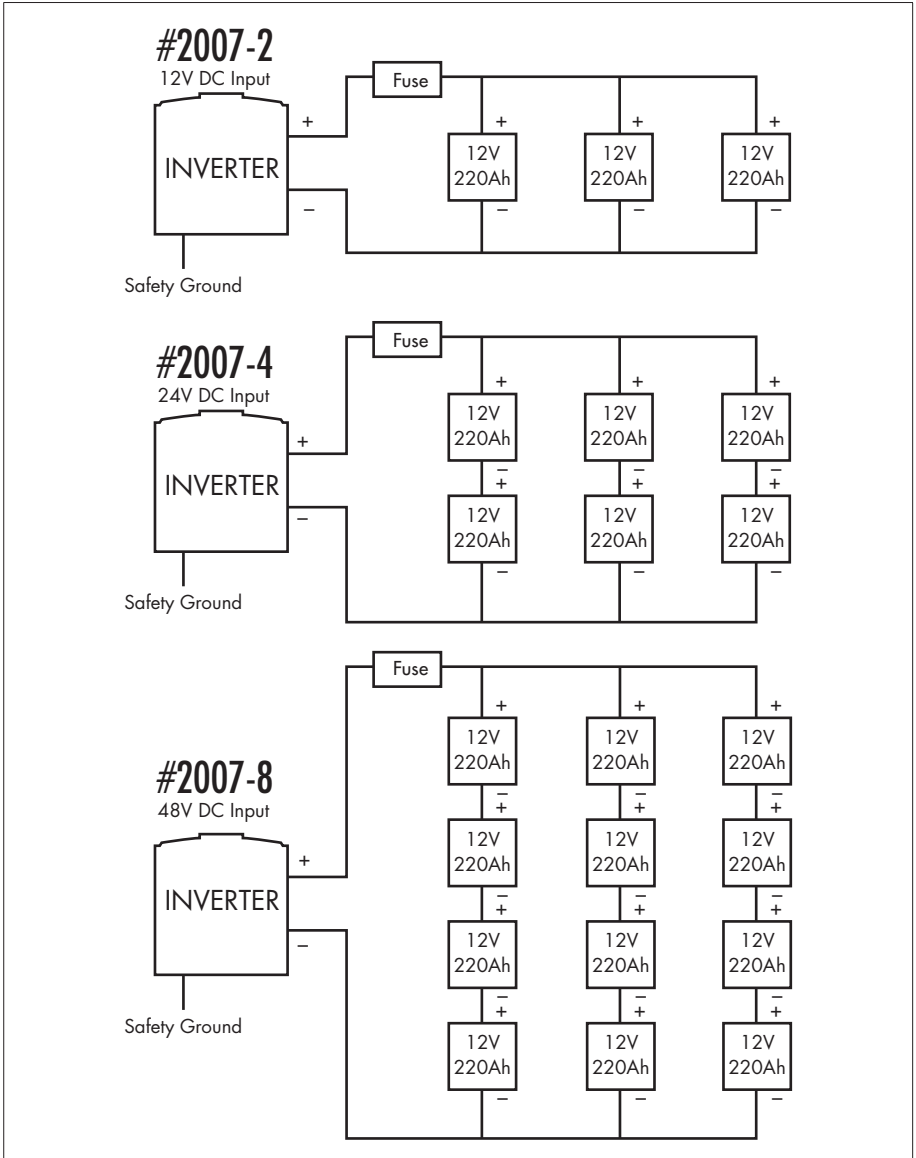 #2007-2
12V DC Input
Fuse
+ + + +
INVERTER
12V 12V 12V
220Ah 220Ah 220Ah
– – – –
Safety Ground
#2007-4
24V DC Input
Fuse
+ + + +
INVERTER
12V 12V 12V
220Ah 220Ah 220Ah
– – –
+ + +
–
12V 12V 12V
220Ah 220Ah 220Ah
– – –
Safety Ground
Fuse
+ + +
12V 12V 12V
220Ah 220Ah 220Ah
#2007-8
48V DC Input
– – –
+ + +
+
INVERTER
12V 12V 12V
220Ah 220Ah 220Ah
– – –
+ + +
–
12V 12V 12V
220Ah 220Ah 220Ah
– – –
+ + +
Safety Ground
12V 12V 12V
220Ah 220Ah 220Ah
– – –